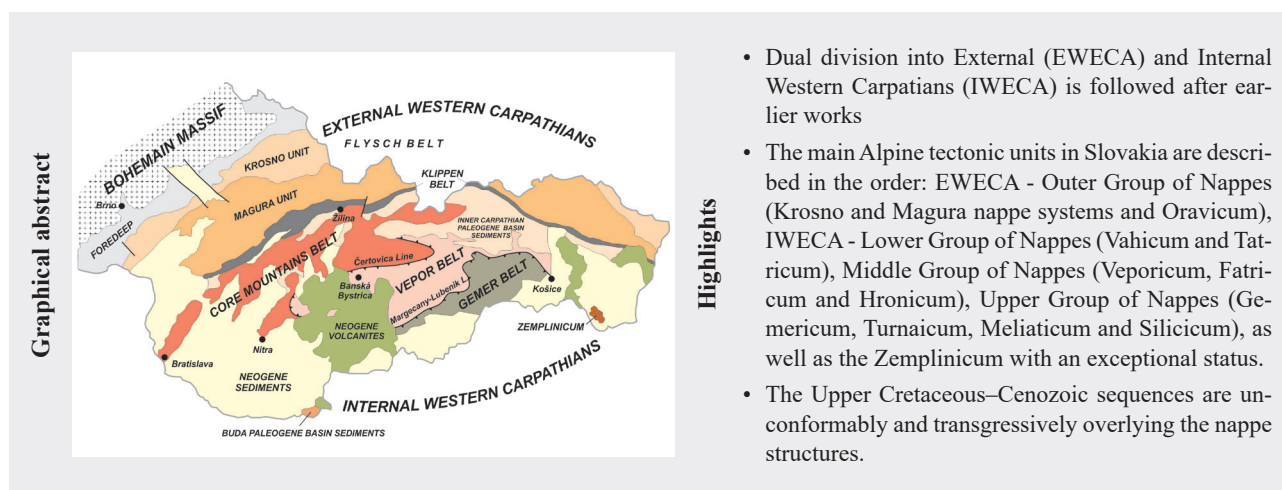 Graphical abstract
BOHEMAIN MASSIF
EXTERNAL WESTERN CARPATHIANS
FLYSCH BELT
KROSNO UNIT
KLIPPEN
BELT
Brno
MAGURA UNIT
FOREDEEP
Žilina
INNER CARPATHIAN
PALEOGENE BASIN
SEDIMENTS
CORE MOUNTAINS BELT
Čertovica Line
VEPOR BELT
Banská
Bystrica
Margecany-Lubeník l.
GEMER BELT
Košice
NEOGENE
VOLCANITES
ZEMPLINICUM
Nitra
Bratislava
NEOGENE
SEDIMENTS
INTERNAL WESTERN CARPATHIANS
BUDA PALEOGENE BASIN SEDIMENTS
Highlights
• Dual division into External (EWECA) and Internal
Western Carpatians (IWECA) is followed after ear-
lier works
• The main Alpine tectonic units in Slovakia are descri-
bed in the order: EWECA - Outer Group of Nappes
(Krosno and Magura nappe systems and Oravicum),
IWECA - Lower Group of Nappes (Vahicum and Tat-
ricum), Middle Group of Nappes (Veporicum, Fatri-
cum and Hronicum), Upper Group of Nappes (Ge-
mericum, Turnaicum, Meliaticum and Silicicum), as
well as the Zemplinicum with an exceptional status.
• The Upper Cretaceous–Cenozoic sequences are un-
conformably and transgressively overlying the nappe
structures.